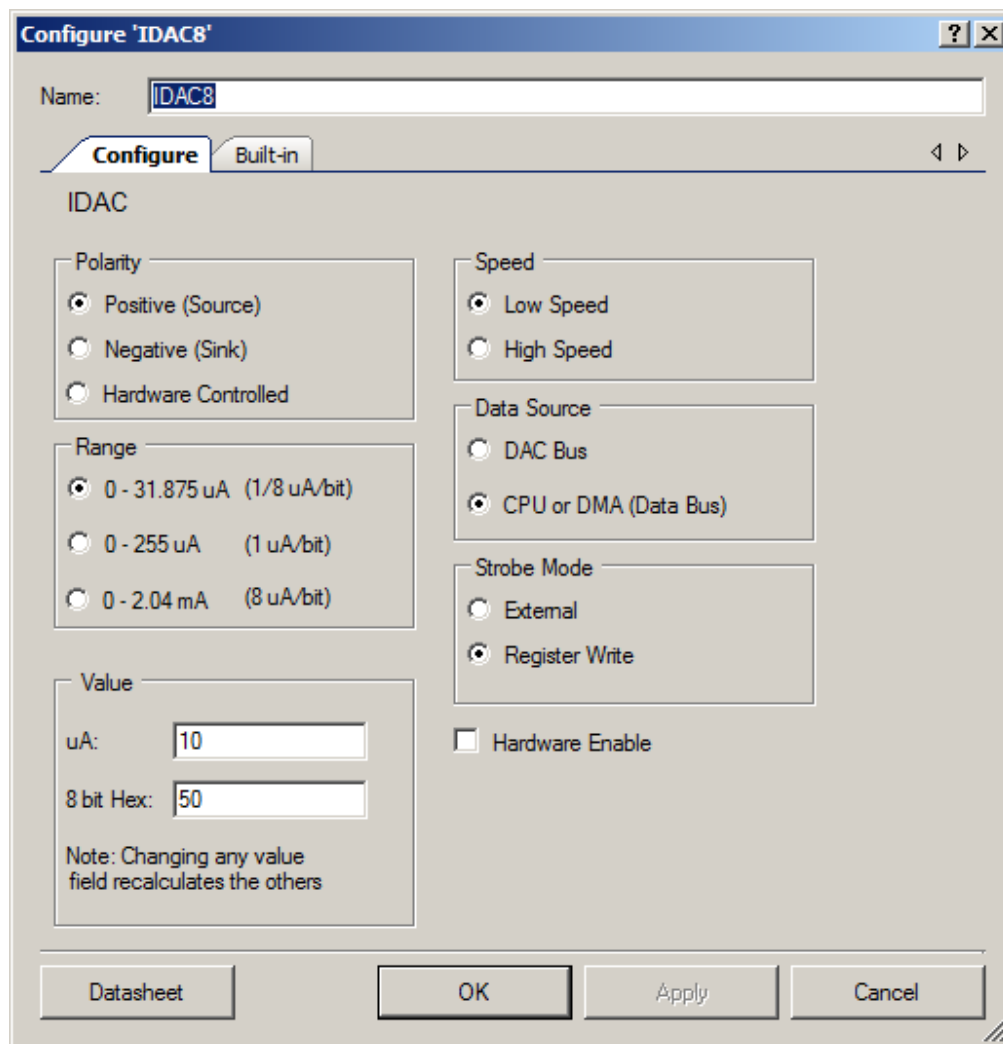 Configure 'IDAC8'
Name: IDAC8
Configure Built-in
IDAC
Polarity
Positive (Source)
Negative (Sink)
Hardware Controlled
Range
0 - 31.875 uA (1/8 uA/bit)
0 - 255 uA (1 uA/bit)
0 - 2.04 mA (8 uA/bit)
Value
uA: 10
8 bit Hex: 50
Note: Changing any value
field recalculates the others
Speed
Low Speed
High Speed
Data Source
DAC Bus
CPU or DMA (Data Bus)
Strobe Mode
External
Register Write
Hardware Enable
Datasheet OK Apply Cancel